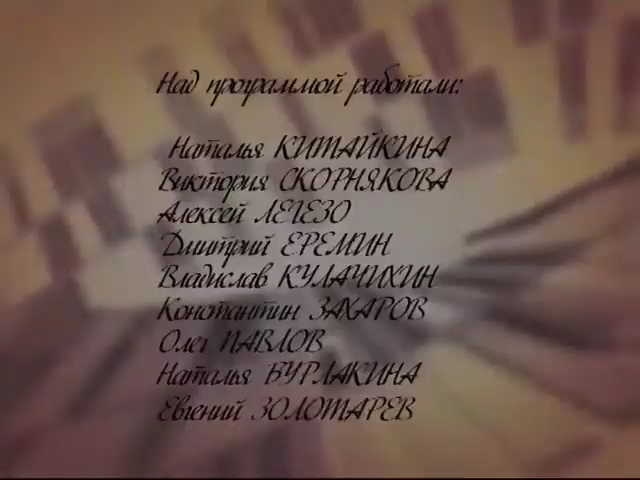 Над программой работали:
Наталья КИТАЙКИНА
Виктория СКОРНЯКОВА
Алексей ЛЕГЕЗО
Дмитрий ЕРЕМИН
Владислав КУЛАЧИХИН
Константин ЗАХАРОВ
Олег ПАВЛОВ
Наталья БУРЛАКИНА
Евгений ЗОЛОТАРЕВ